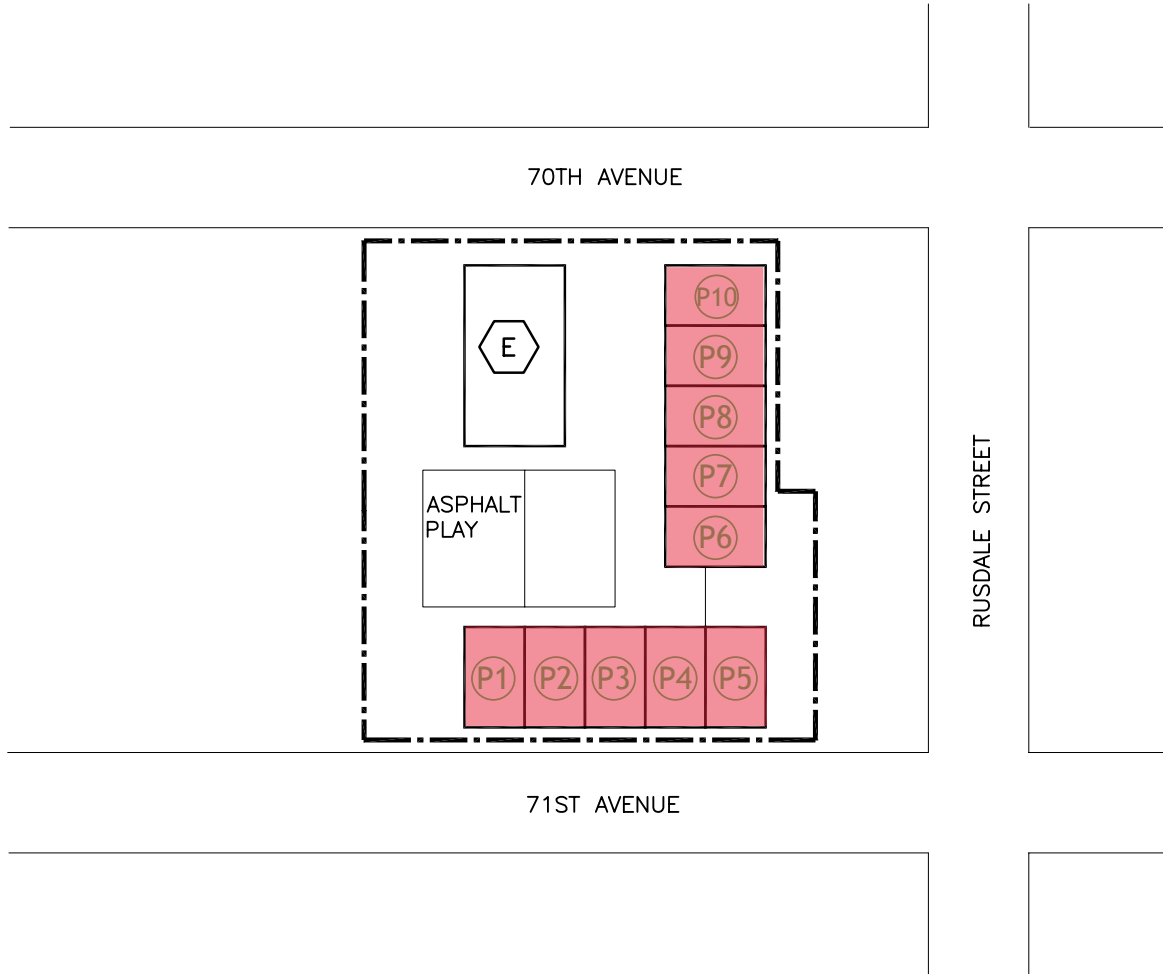 70TH AVENUE
P10
E
P9
P8
P7
ASPHALT
PLAY
P6
RUSDALE STREET
P1 P2 P3 P4 P5
71ST AVENUE